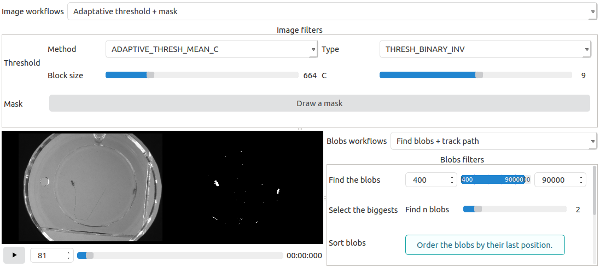 Image workflows Adaptative threshold + mask
Image filters
Threshold
Method ADAPTIVE_THRESH_MEAN_C Type THRESH_BINARY_INV
Block size 664 C 9
Mask Draw a mask
Blobs workflows Find blobs + track path
Blobs filters
Find the blobs 400 400 90000 90000
Select the biggests Find n blobs 2
Sort blobs Order the blobs by their last position.
81 00:00:000